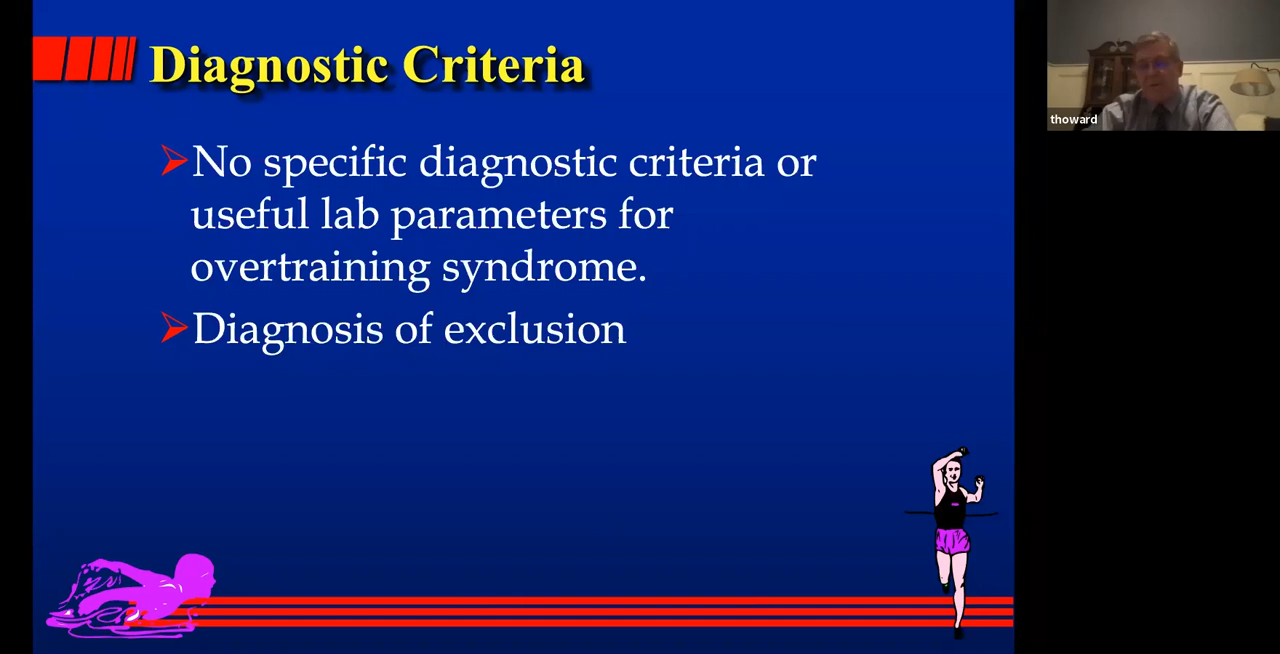 Diagnostic Criteria
No specific diagnostic criteria or
useful lab parameters for
overtraining syndrome.
Diagnosis of exclusion
thoward